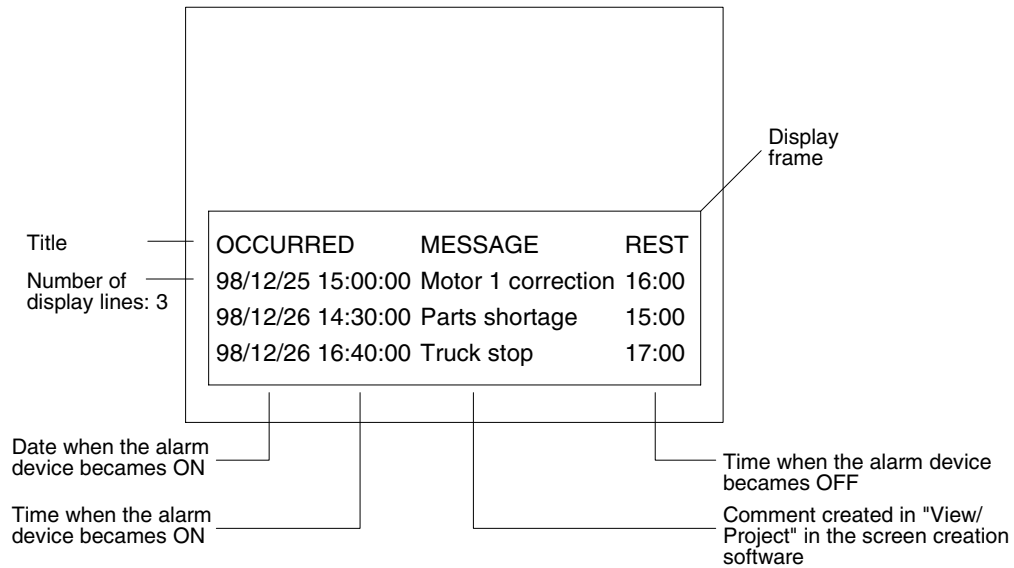 Display
frame
Title
OCCURRED MESSAGE REST
Number of
display lines: 3
98/12/25 15:00:00 Motor 1 correction 16:00
98/12/26 14:30:00 Parts shortage 15:00
98/12/26 16:40:00 Truck stop 17:00
Date when the alarm
device becames ON
Time when the alarm device
becames OFF
Time when the alarm
device becames ON
Comment created in "View/
Project" in the screen creation
software